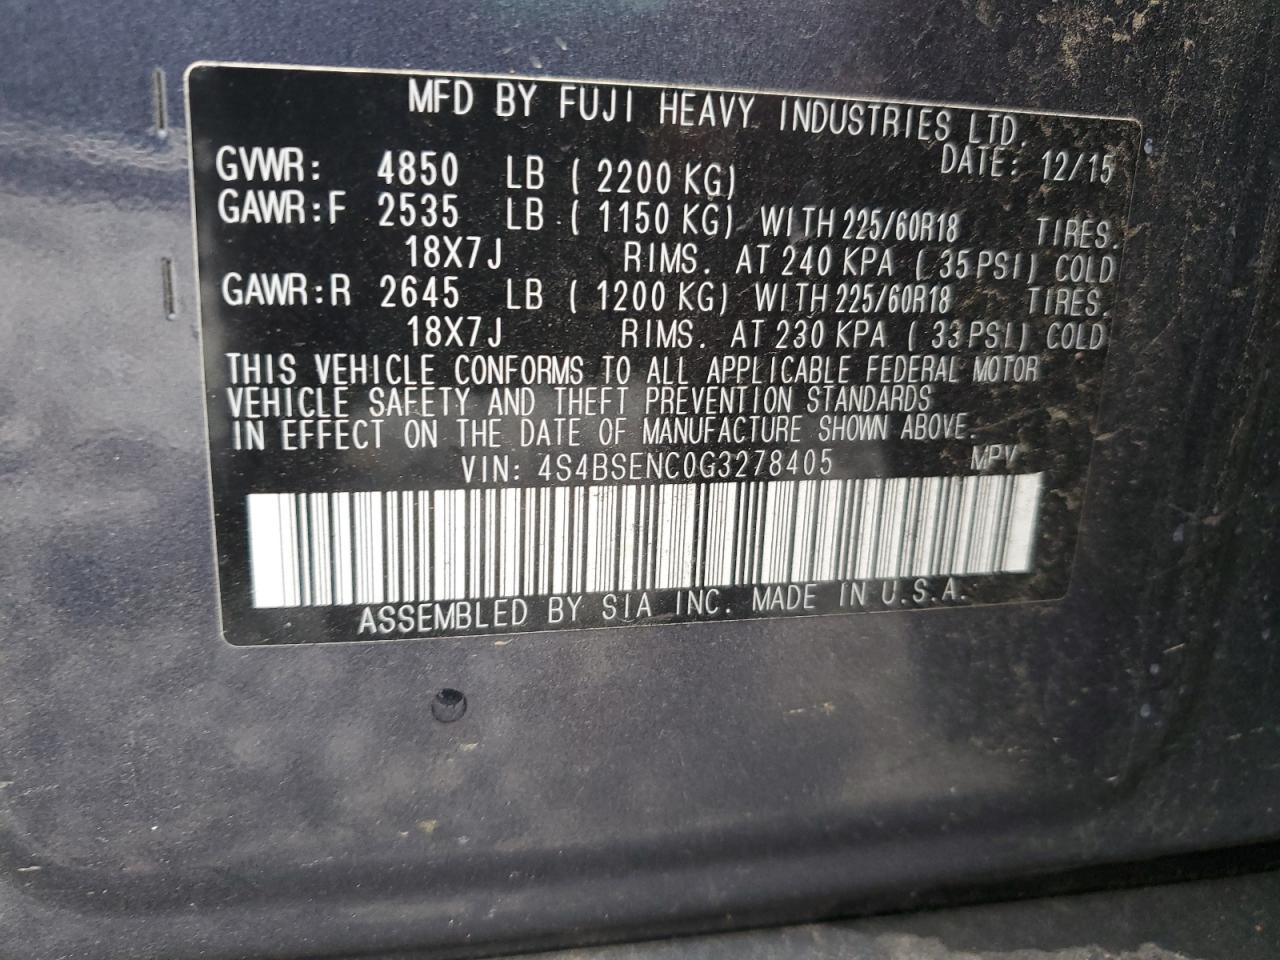 MFD BY FUJI HEAVY INDUSTRIES LTD.
DATE: 12/15
GVWR: 4850 LB ( 2200 KG)
GAWR:F 2535 LB ( 1150 KG) WITH 225/60R18 TIRES.
18X7J RIMS. AT 240 KPA ( 35PSI) COLD
GAWR:R 2645 LB ( 1200 KG) WITH 225/60R18 TIRES.
18X7J RIMS. AT 230 KPA ( 33PSI) COLD
THIS VEHICLE CONFORMS TO ALL APPLICABLE FEDERAL MOTOR
VEHICLE SAFETY AND THEFT PREVENTION STANDARDS
IN EFFECT ON THE DATE OF MANUFACTURE SHOWN ABOVE.
VIN: 4S4BSENC0G3278405 MPV
ASSEMBLED BY SIA INC. MADE IN U.S.A.